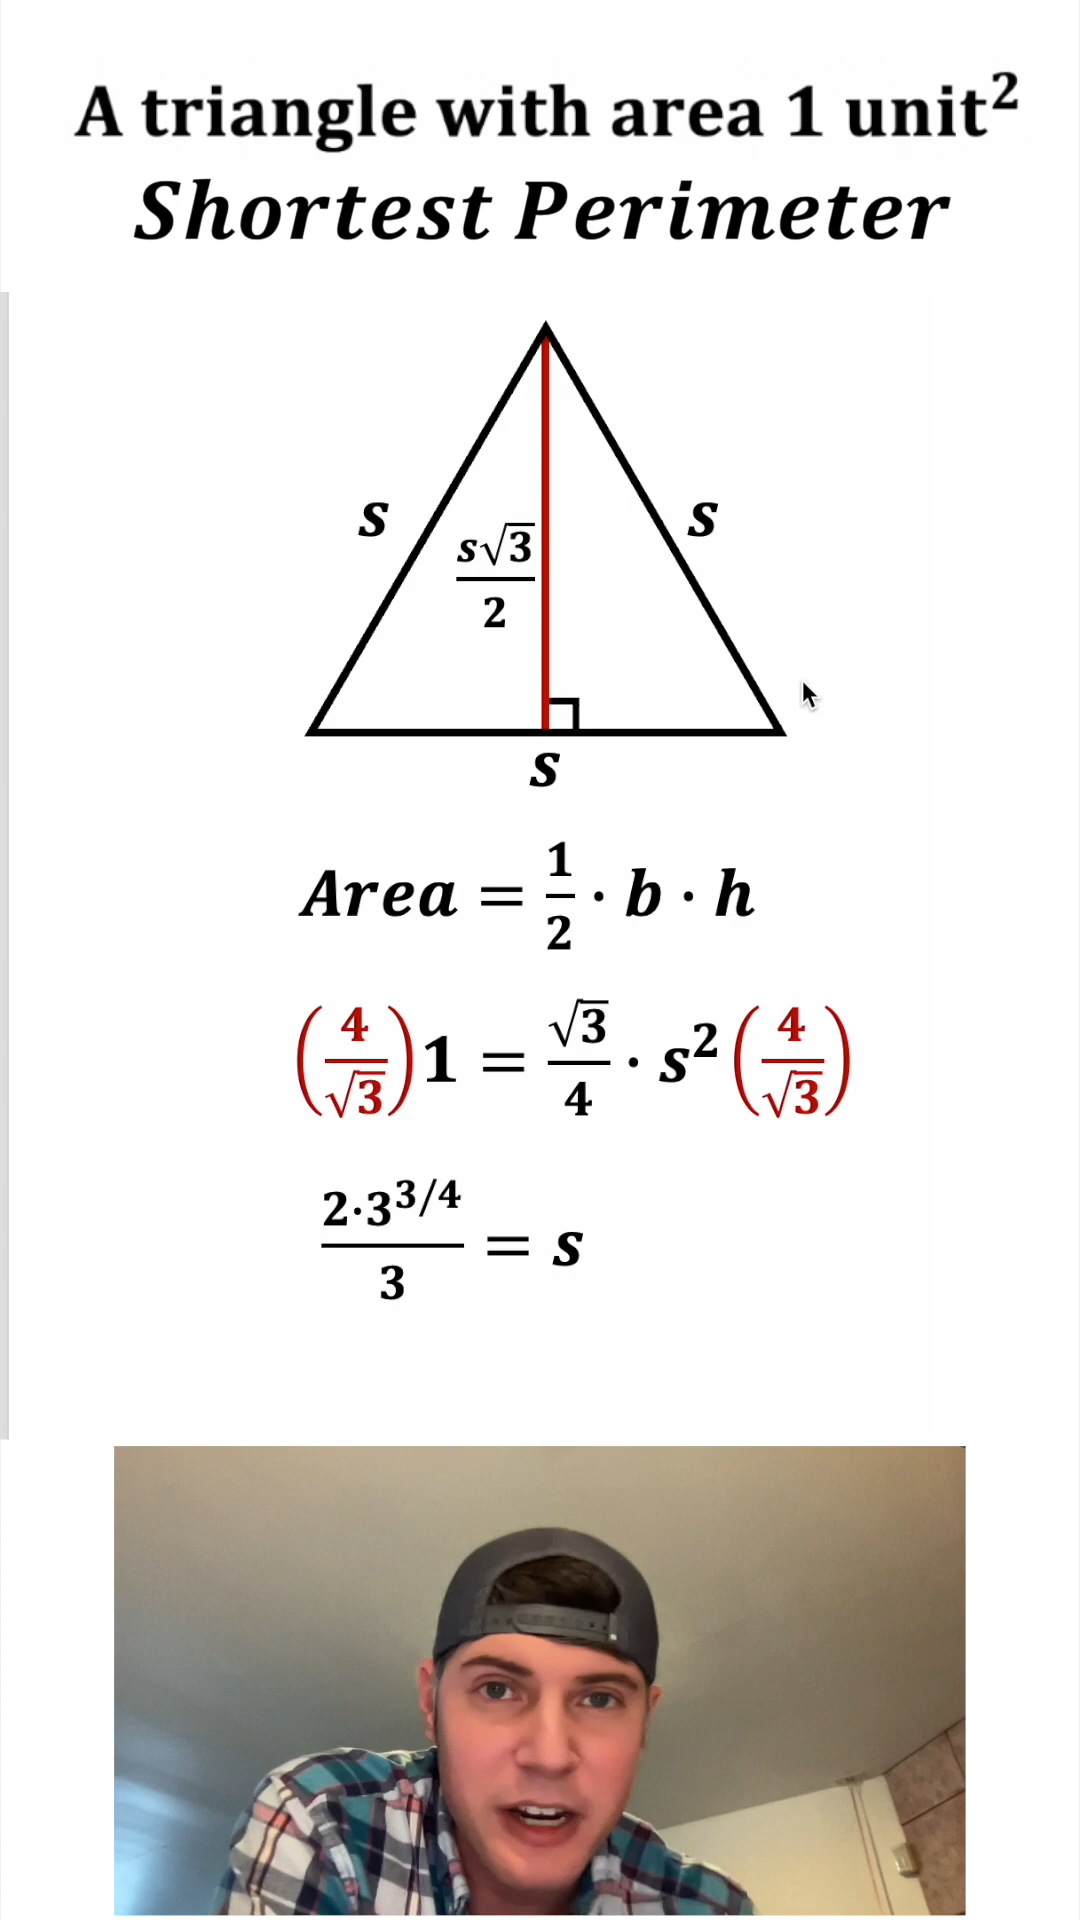 A triangle with area 1 unit²
Shortest Perimeter
s
s
s√3/2
s
Area = 1/2 · b · h
(4/√3)1 = √3/4 · s²(4/√3)
2·3^3/4 / 3 = s